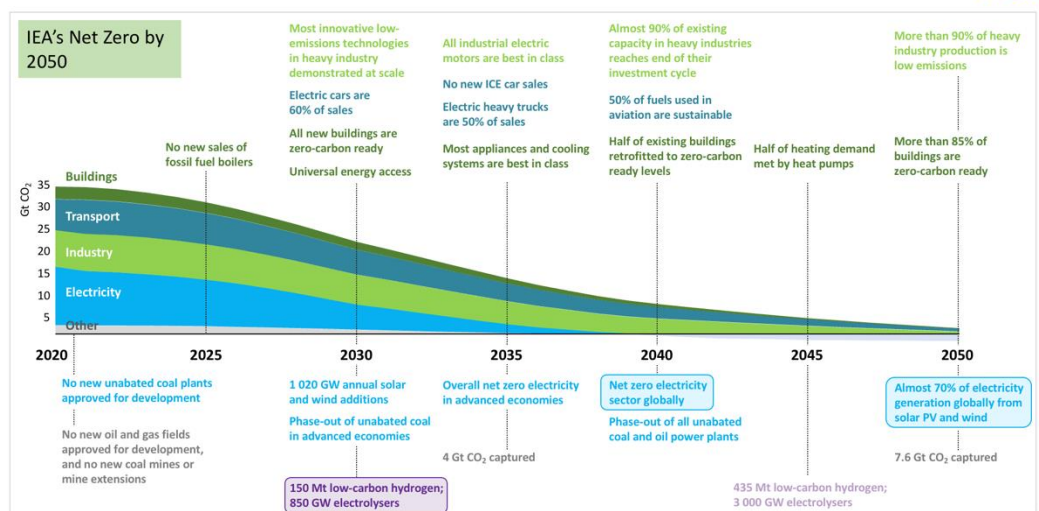 IEA's Net Zero by
2050
Most innovative low-
emissions technologies
in heavy industry
demonstrated at scale
Electric cars are
60% of sales
All new buildings are
zero-carbon ready
Universal energy access
All industrial electric
motors are best in class
No new ICE car sales
Electric heavy trucks
are 50% of sales
Most appliances and cooling
systems are best in class
Almost 90% of existing
capacity in heavy industries
reaches end of their
investment cycle
50% of fuels used in
aviation are sustainable
Half of existing buildings
retrofitted to zero-carbon
ready levels
Half of heating demand
met by heat pumps
More than 90% of heavy
industry production is
low emissions
More than 85% of
buildings are
zero-carbon ready
No new sales of
fossil fuel boilers
Gt CO₂
35
30
25
20
15
10
5
Buildings
Transport
Industry
Electricity
Other
2020
2025
2030
2035
2040
2045
2050
No new unabated coal plants
approved for development
No new oil and gas fields
approved for development,
and no new coal mines or
mine extensions
1 020 GW annual solar
and wind additions
Phase-out of unabated coal
in advanced economies
150 Mt low-carbon hydrogen;
850 GW electrolysers
Overall net zero electricity
in advanced economies
4 Gt CO₂ captured
Net zero electricity
sector globally
Phase-out of all unabated
coal and oil power plants
435 Mt low-carbon hydrogen;
3 000 GW electrolysers
Almost 70% of electricity
generation globally from
solar PV and wind
7.6 Gt CO₂ captured